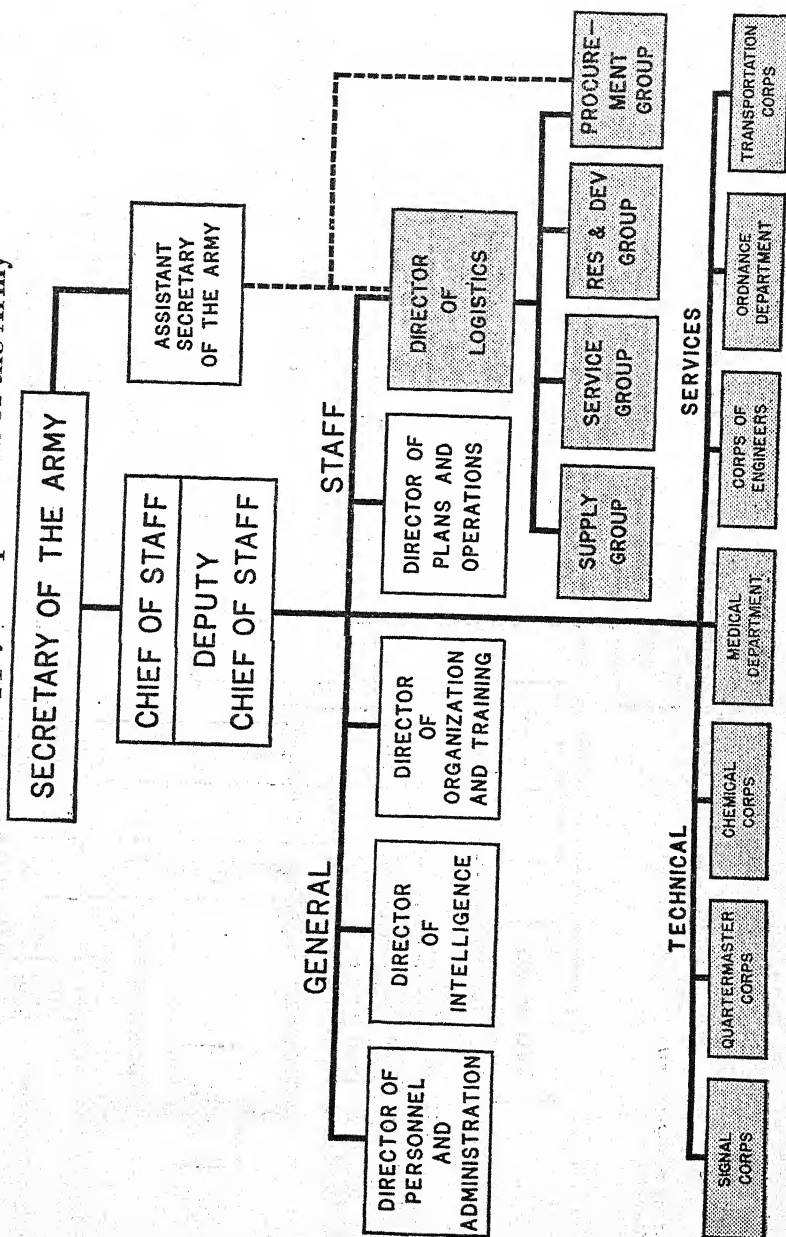 of the Army
SECRETARY OF THE ARMY
CHIEF OF STAFF
DEPUTY
CHIEF OF STAFF
ASSISTANT
SECRETARY
OF THE ARMY
GENERAL
STAFF
DIRECTOR OF
PERSONNEL
AND
ADMINISTRATION
DIRECTOR
OF
INTELLIGENCE
DIRECTOR
OF
ORGANIZATION
AND TRAINING
DIRECTOR OF
PLANS AND
OPERATIONS
DIRECTOR
OF
LOGISTICS
SUPPLY
GROUP
SERVICE
GROUP
RES & DEV
GROUP
PROCURE—
MENT
GROUP
TECHNICAL
SERVICES
SIGNAL
CORPS
QUARTERMASTER
CORPS
CHEMICAL
CORPS
MEDICAL
DEPARTMENT
CORPS OF
ENGINEERS
ORDNANCE
DEPARTMENT
TRANSPORTATION
CORPS